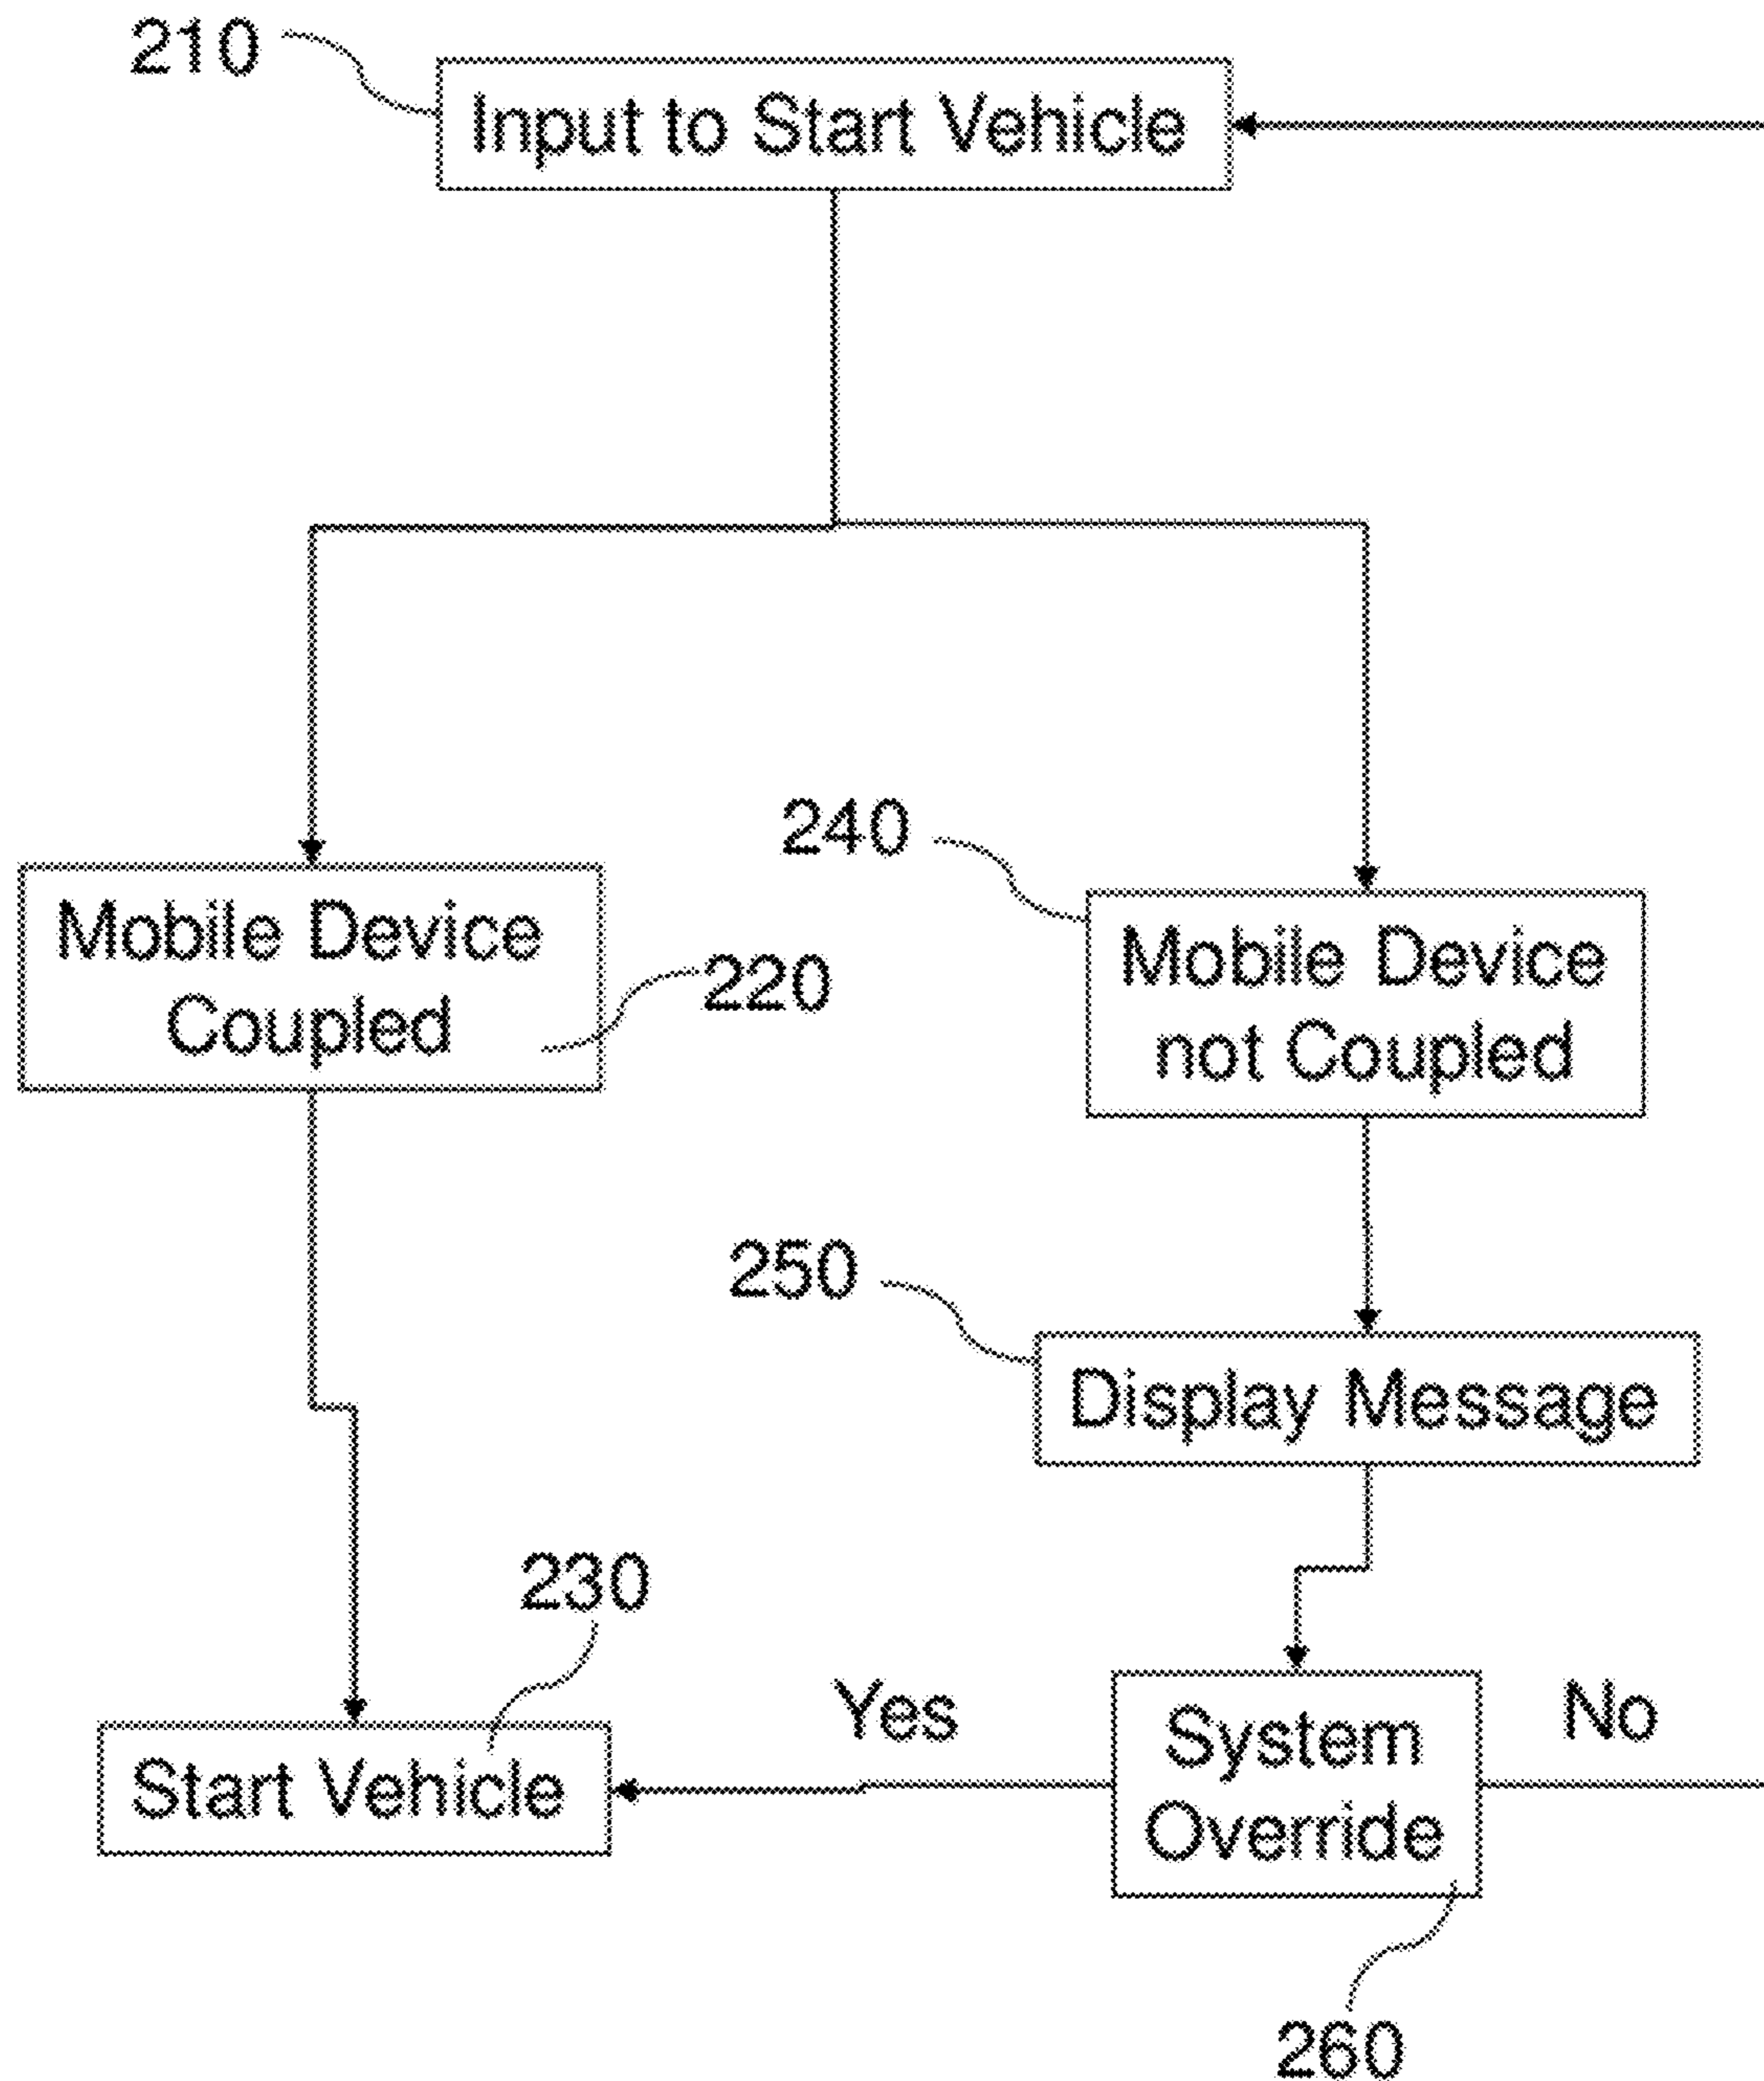 210
Input to Start Vehicle
240
Mobile Device
Coupled
220
Mobile Device
not Coupled
250
Display Message
230
Start Vehicle
Yes
System
Override
No
260